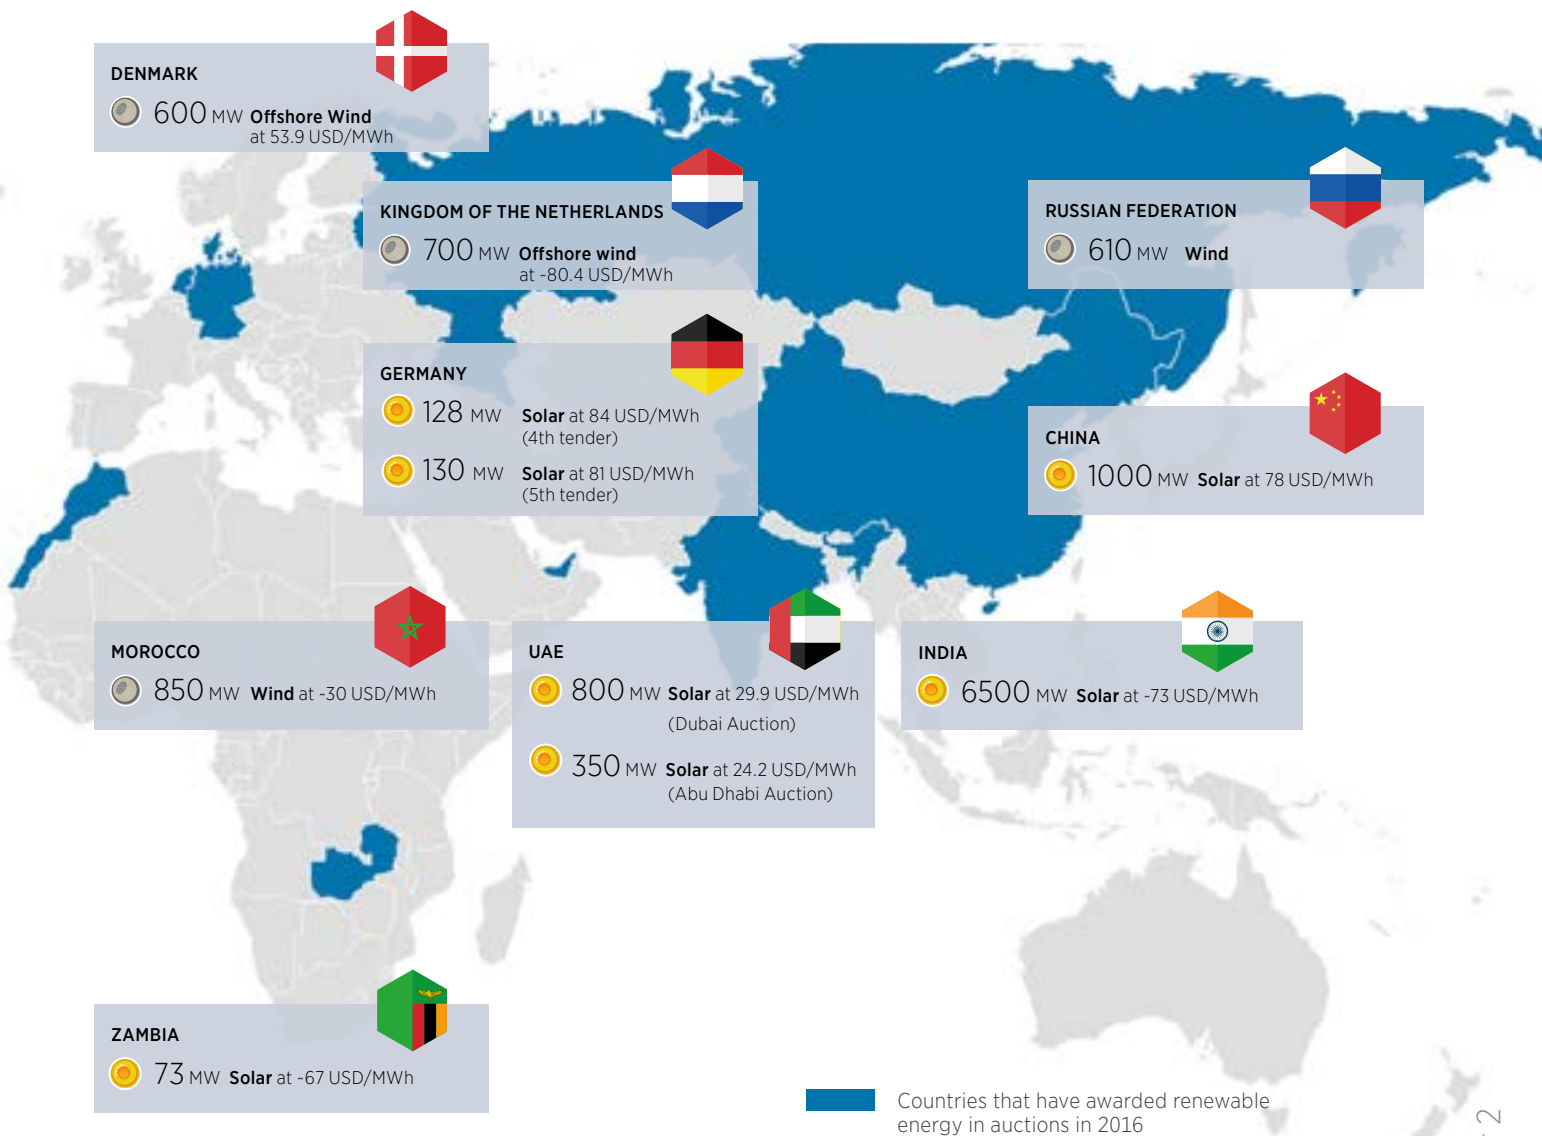 DENMARK
600 MW Offshore Wind
at 53.9 USD/MWh
KINGDOM OF THE NETHERLANDS
700 MW Offshore wind
at ~80.4 USD/MWh
RUSSIAN FEDERATION
610 MW Wind
GERMANY
128 MW Solar at 84 USD/MWh
(4th tender)
130 MW Solar at 81 USD/MWh
(5th tender)
CHINA
1000 MW Solar at 78 USD/MWh
MOROCCO
850 MW Wind at ~30 USD/MWh
UAE
800 MW Solar at 29.9 USD/MWh
(Dubai Auction)
350 MW Solar at 24.2 USD/MWh
(Abu Dhabi Auction)
INDIA
6500 MW Solar at ~73 USD/MWh
ZAMBIA
73 MW Solar at ~67 USD/MWh
Countries that have awarded renewable
energy in auctions in 2016
2